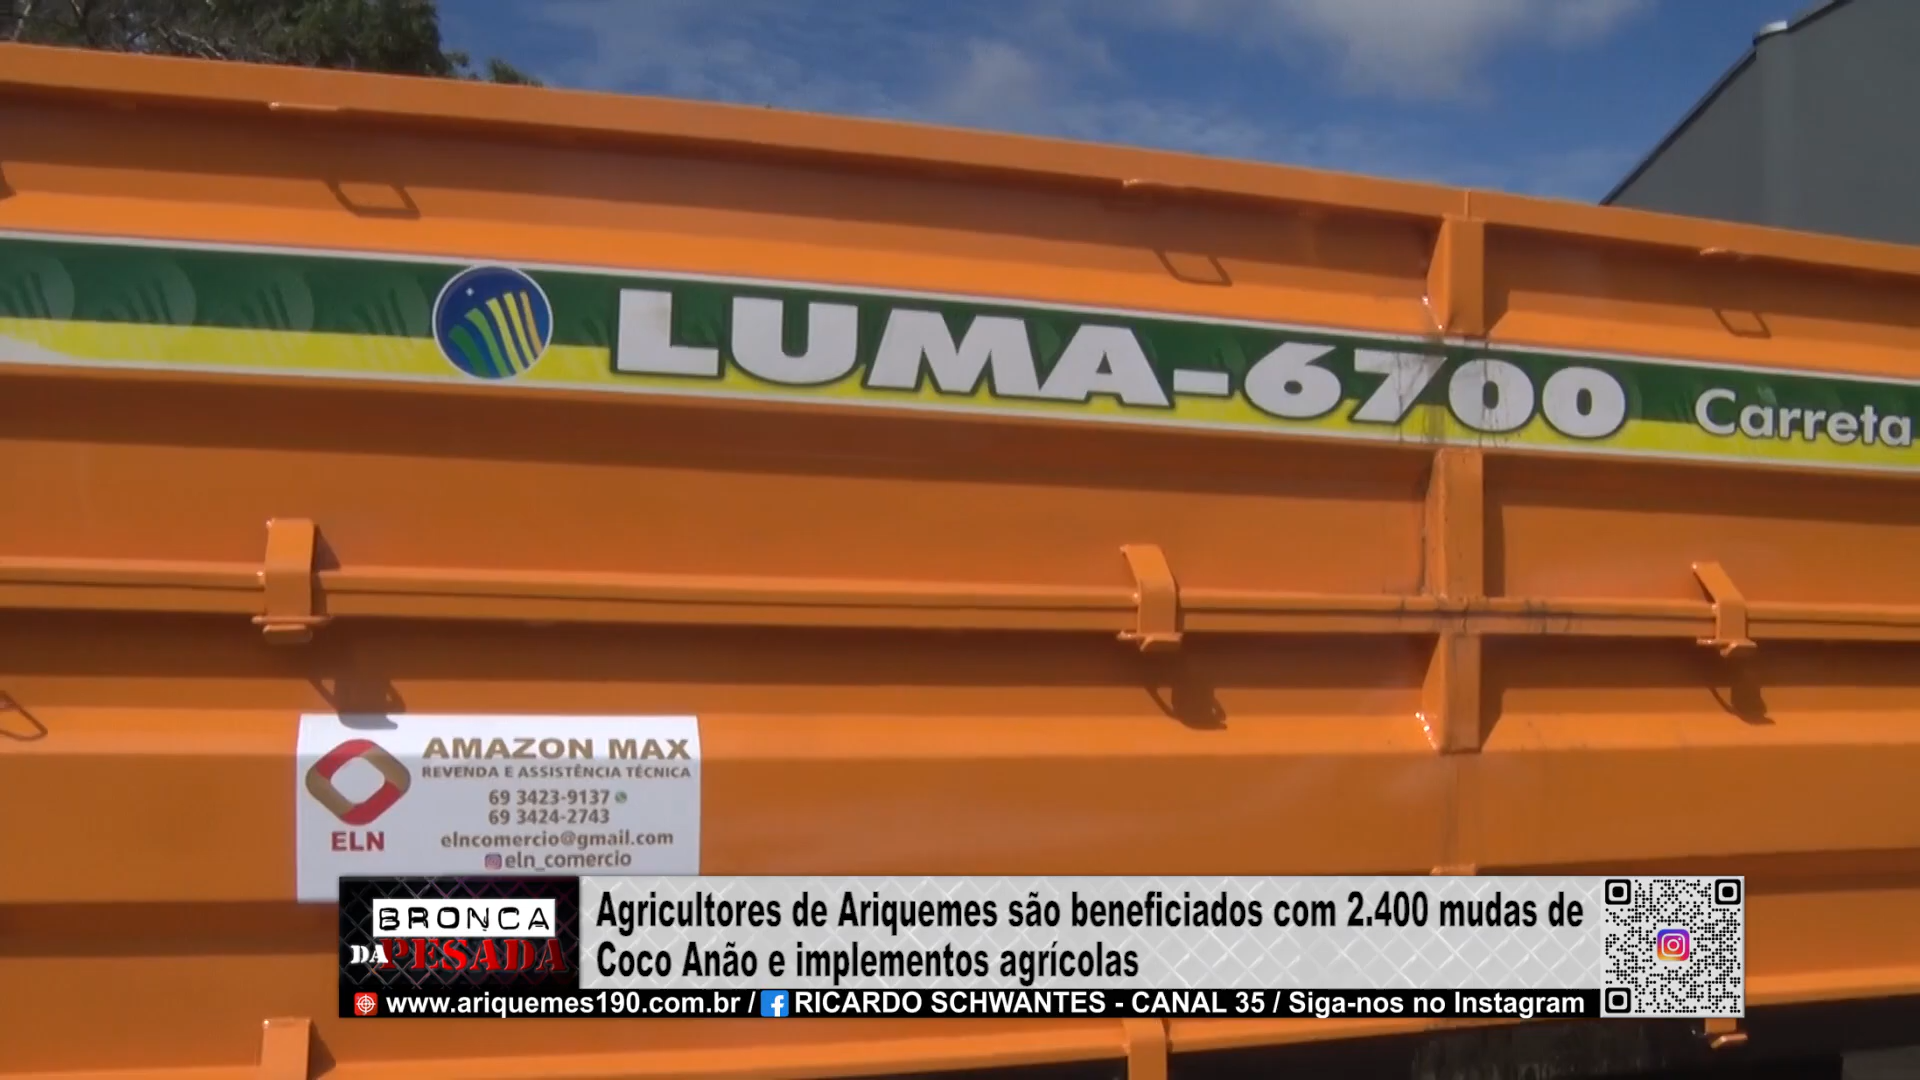 LUMA-6700 Carreta
AMAZON MAX
REVENDA E ASSISTÊNCIA TÉCNICA
69 3423-9137
69 3424-2743
elncomercio@gmail.com
eln_comercio
ELN
BRONCA
DA PESADA
Agricultores de Ariquemes são beneficiados com 2.400 mudas de
Coco Anão e implementos agrícolas
www.ariquemes190.com.br / RICARDO SCHWANTES - CANAL 35 / Siga-nos no Instagram